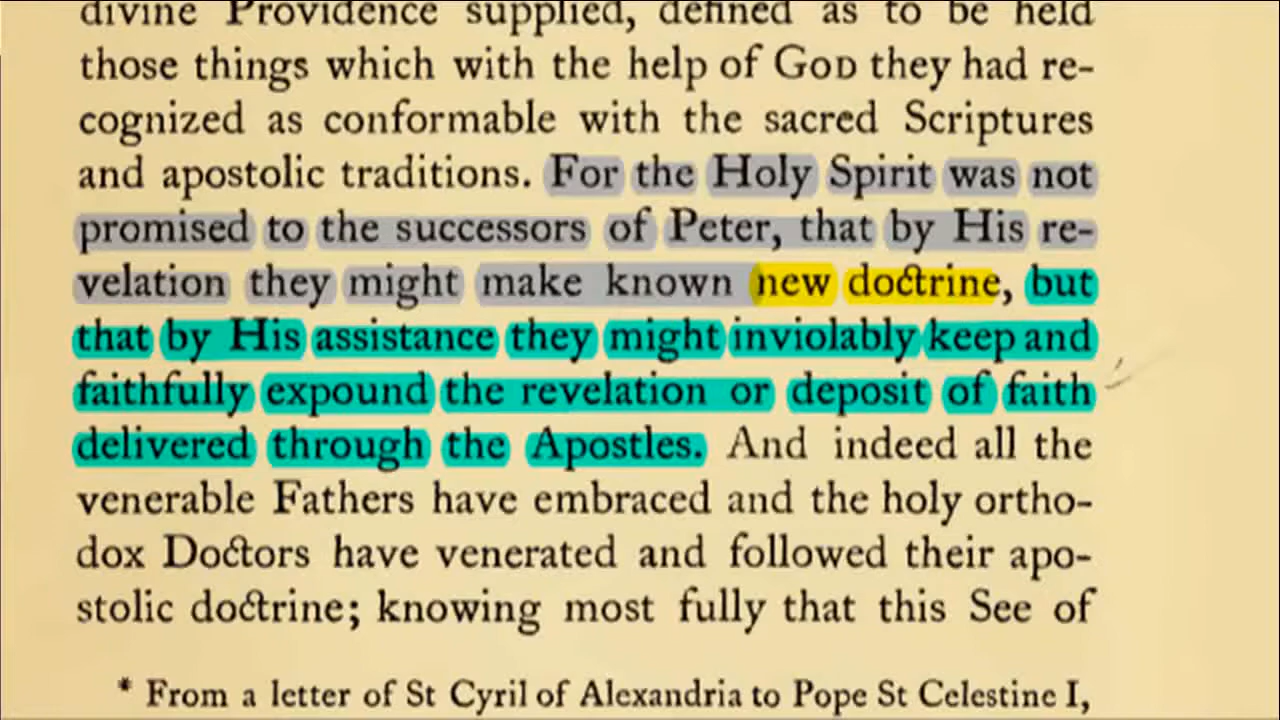 divine Providence supplied, defined as to be held
those things which with the help of GOD they had re-
cognized as conformable with the sacred Scriptures
and apostolic traditions. For the Holy Spirit was not
promised to the successors of Peter, that by His re-
velation they might make known new doctrine, but
that by His assistance they might inviolably keep and
faithfully expound the revelation or deposit of faith
delivered through the Apostles. And indeed all the
venerable Fathers have embraced and the holy ortho-
dox Doctors have venerated and followed their apo-
stolic doctrine; knowing most fully that this See of
* From a letter of St Cyril of Alexandria to Pope St Celestine I,